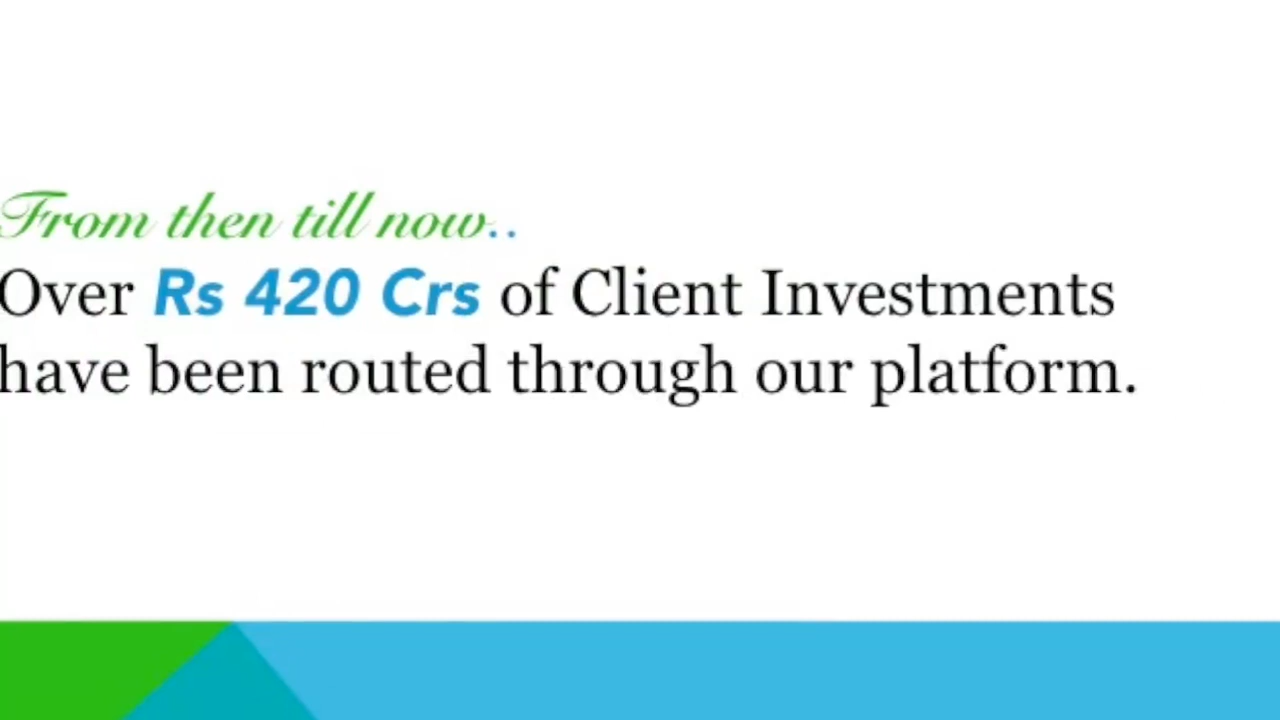 From then till now..
Over Rs 420 Crs of Client Investments
have been routed through our platform.